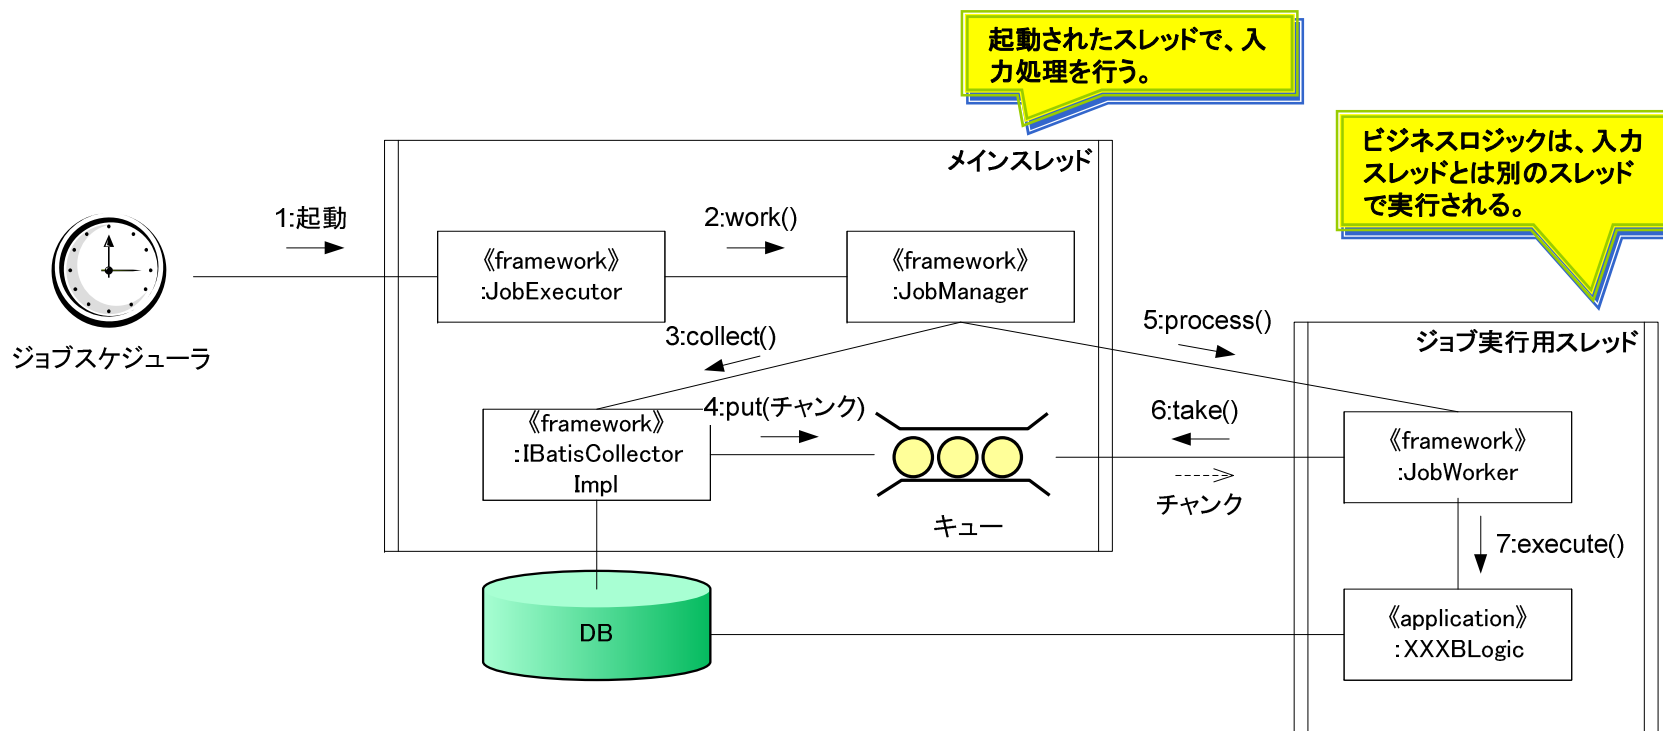 起動されたスレッドで、入
力処理を行う。
ビジネスロジックは、入力
スレッドとは別のスレッド
で実行される。
メインスレッド
1:起動
2:work()
《framework》
:JobExecutor
《framework》
:JobManager
ジョブスケジューラ
3:collect()
5:process()
ジョブ実行用スレッド
4:put(チャンク)
6:take()
《framework》
:IBatisCollector
Impl
《framework》
:JobWorker
チャンク
キュー
7:execute()
DB
《application》
:XXXBLogic